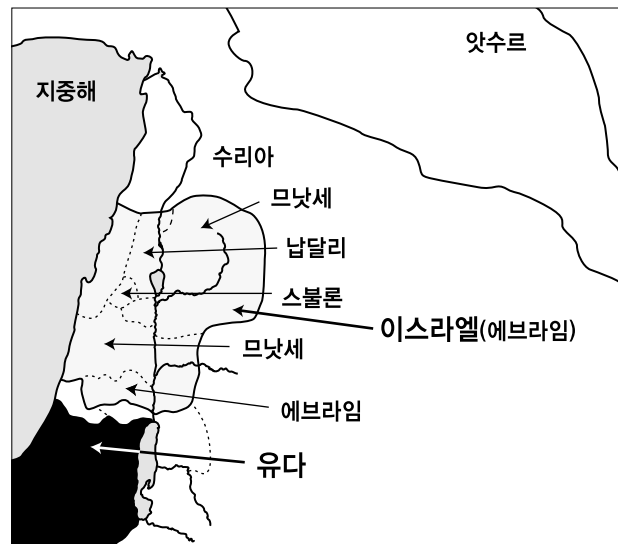 앗수르
지중해
수리아
므낫세
납달리
스불론
이스라엘(에브라임)
므낫세
에브라임
유다